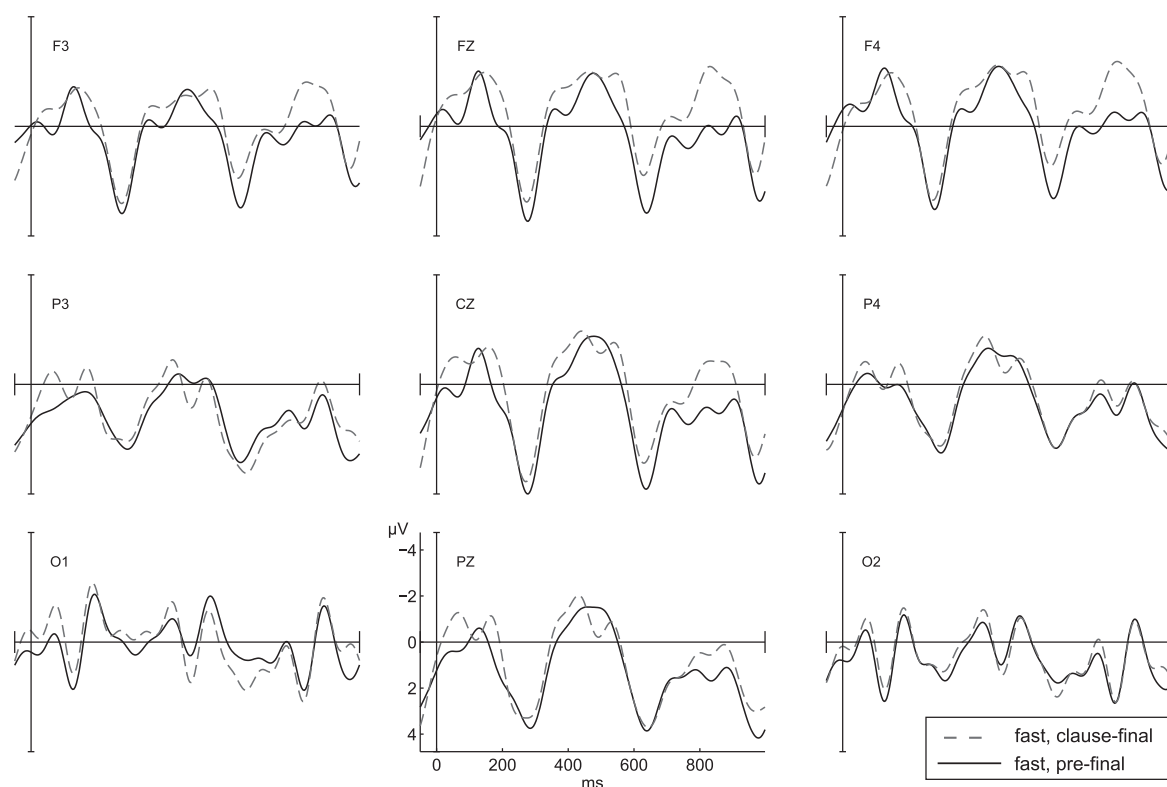 F3
FZ
F4
P3
CZ
P4
O1
µV
−4
−2
0
2
4
PZ
0 200 400 600 800
ms
O2
fast, clause-final
fast, pre-final